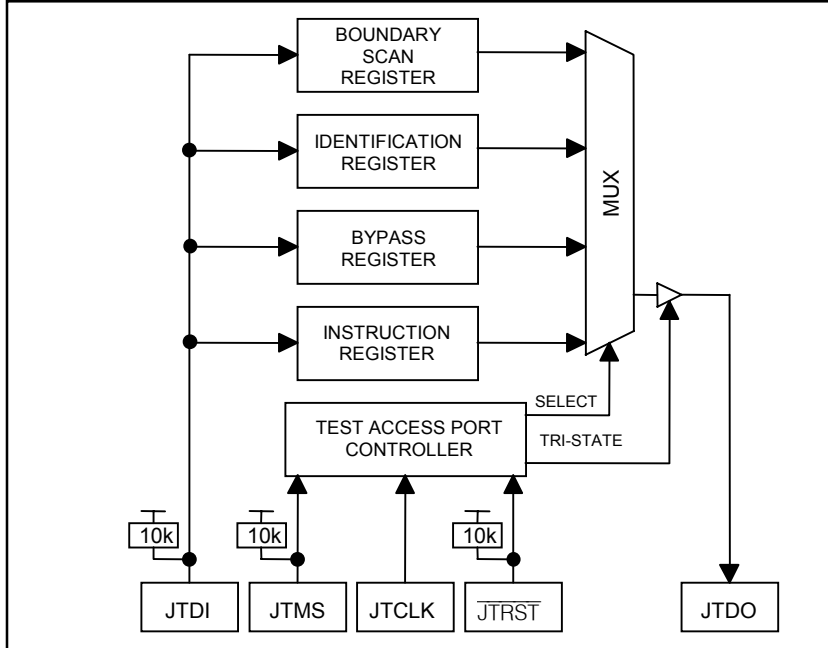 BOUNDARY
SCAN
REGISTER
IDENTIFICATION
REGISTER
BYPASS
REGISTER
INSTRUCTION
REGISTER
MUX
SELECT
TEST ACCESS PORT
CONTROLLER
TRI-STATE
10k
10k
10k
JTDI
JTMS
JTCLK
JTRST
JTDO